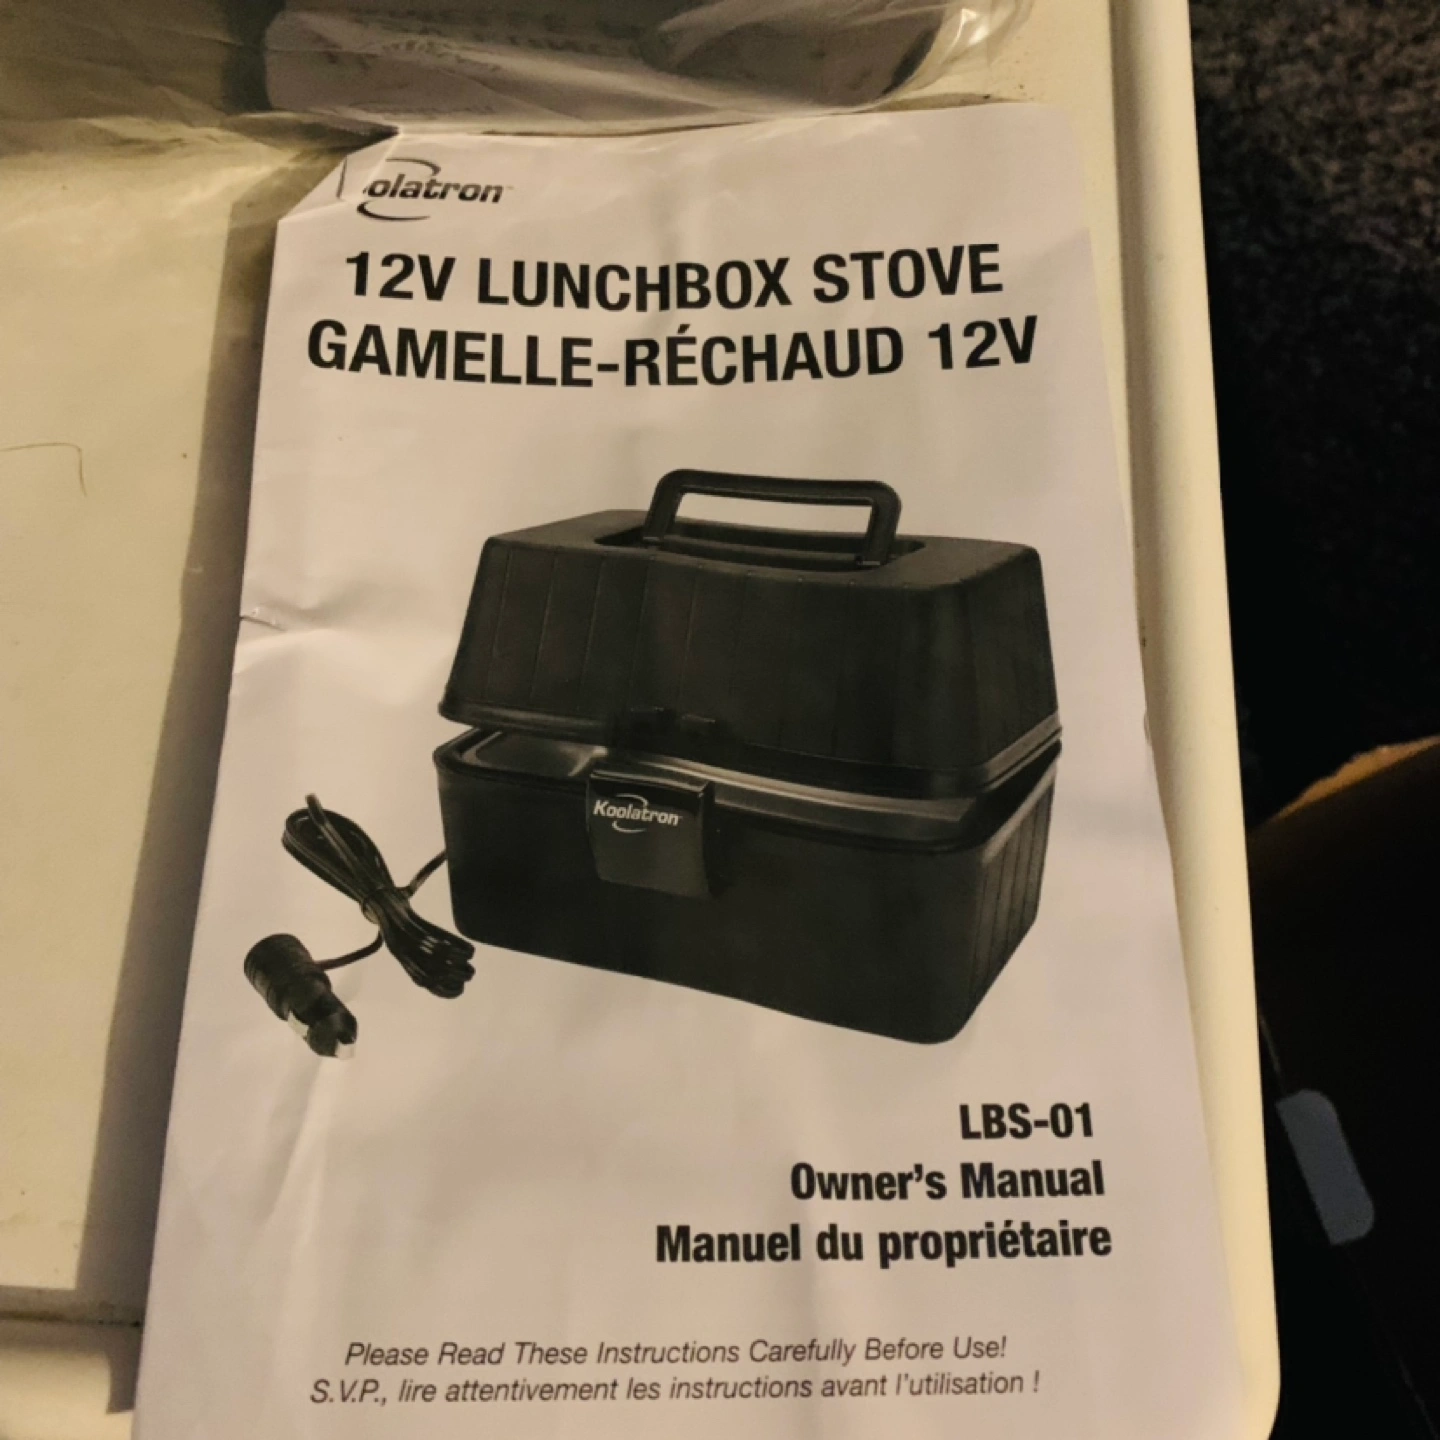 olatron
12V LUNCHBOX STOVE
GAMELLE-RÉCHAUD 12V
Koolatron
LBS-01
Owner's Manual
Manuel du propriétaire
Please Read These Instructions Carefully Before Use!
S.V.P., lire attentivement les instructions avant l'utilisation !